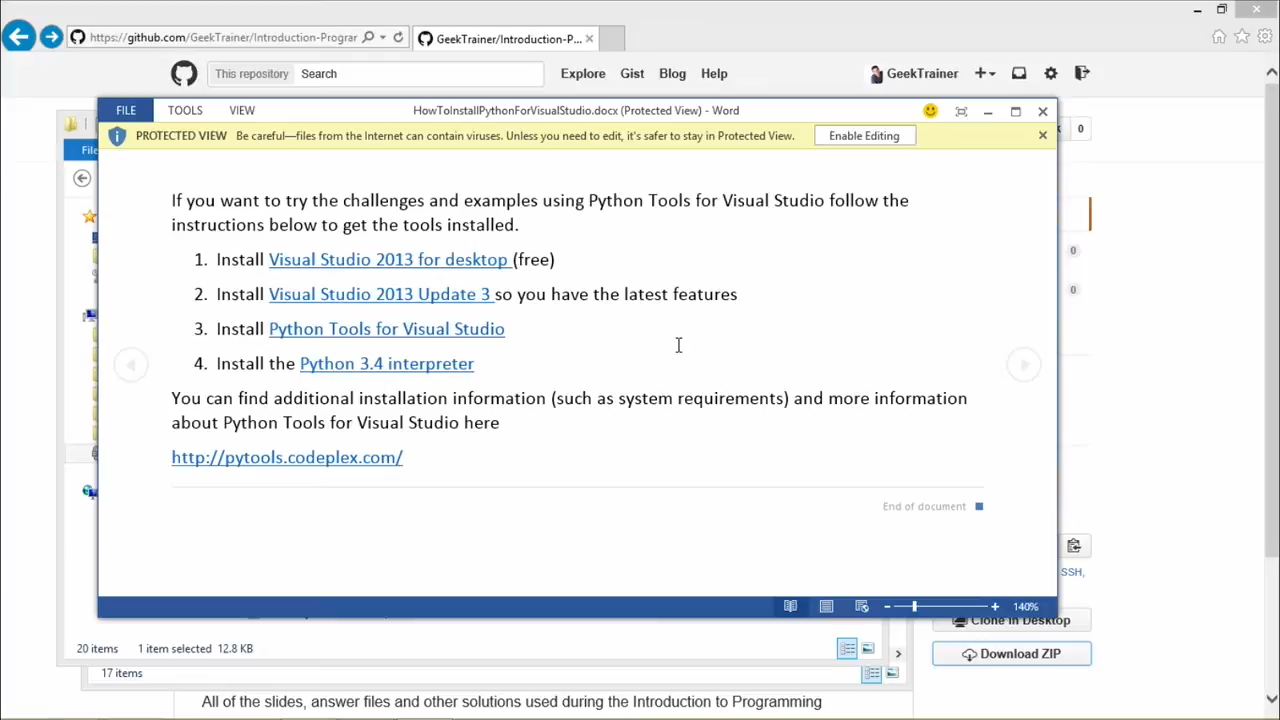 https://github.com/GeekTrainer/Introduction-Prograr
GeekTrainer/Introduction-P...
This repository
Search
Explore
Gist
Blog
Help
GeekTrainer
FILE
TOOLS
VIEW
HowToInstallPythonForVisualStudio.docx (Protected View) - Word
PROTECTED VIEW Be careful—files from the Internet can contain viruses. Unless you need to edit, it's safer to stay in Protected View.
Enable Editing
0
File
If you want to try the challenges and examples using Python Tools for Visual Studio follow the
instructions below to get the tools installed.
0
1. Install Visual Studio 2013 for desktop (free)
0
2. Install Visual Studio 2013 Update 3 so you have the latest features
3. Install Python Tools for Visual Studio
4. Install the Python 3.4 interpreter
You can find additional installation information (such as system requirements) and more information
about Python Tools for Visual Studio here
http://pytools.codeplex.com/
End of document
SSH,
140%
Clone in Desktop
20 items
1 item selected 12.8 KB
Download ZIP
17 items
All of the slides, answer files and other solutions used during the Introduction to Programming